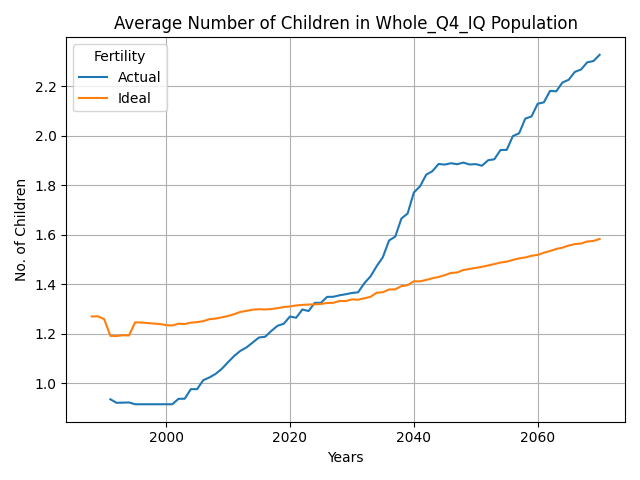 Average Number of Children in Whole_Q4_IQ Population
Fertility
Actual
Ideal
2.2
2.0
1.8
1.6
1.4
1.2
1.0
No. of Children
2000
2020
2040
2060
Years